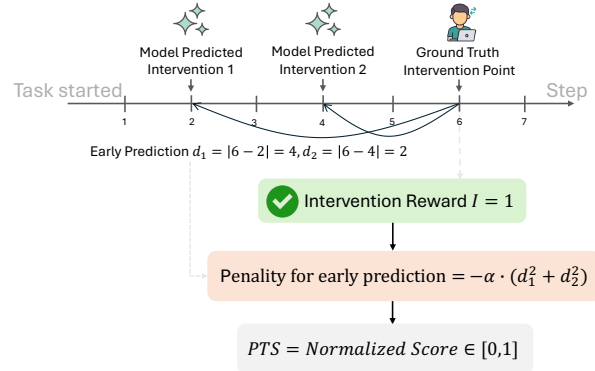 Model Predicted
Intervention 1
Model Predicted
Intervention 2
Ground Truth
Intervention Point
Task started
Step
1 2 3 4 5 6 7
Early Prediction d₁ = |6 − 2| = 4, d₂ = |6 − 4| = 2
Intervention Reward I = 1
Penality for early prediction = −α · (d₁² + d₂²)
PTS = Normalized Score ∈ [0,1]